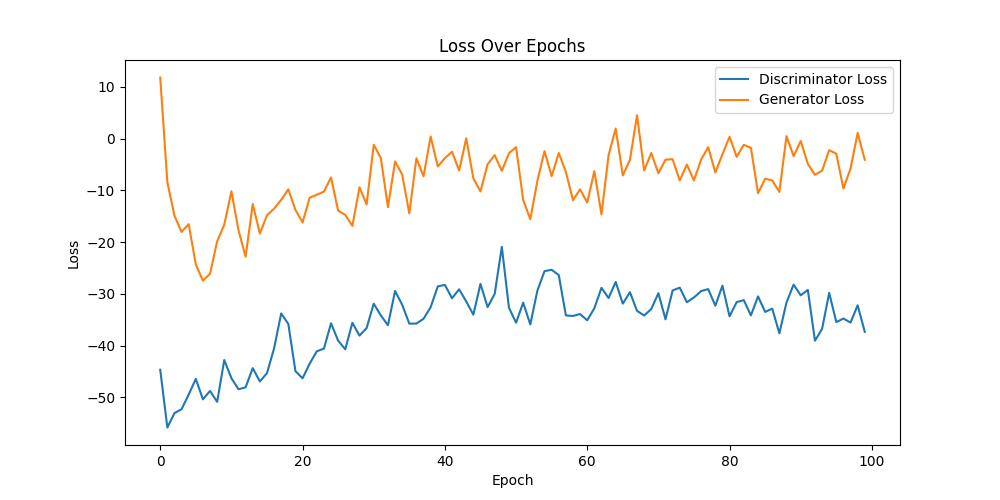 Loss Over Epochs
Discriminator Loss
Generator Loss
10
0
−10
−20
−30
−40
−50
Loss
0 20 40 60 80 100
Epoch